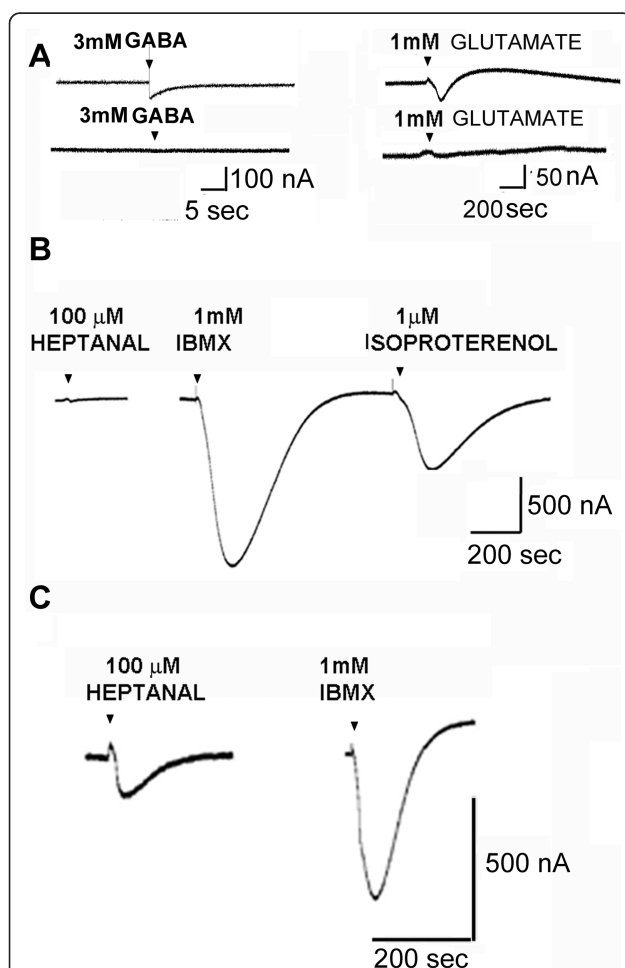 A
3mM GABA
3mM GABA
100 nA
5 sec
1mM GLUTAMATE
1mM GLUTAMATE
50 nA
200 sec
B
100 µM
HEPTANAL
1mM
IBMX
1µM
ISOPROTERENOL
500 nA
200 sec
C
100 µM
HEPTANAL
1mM
IBMX
500 nA
200 sec